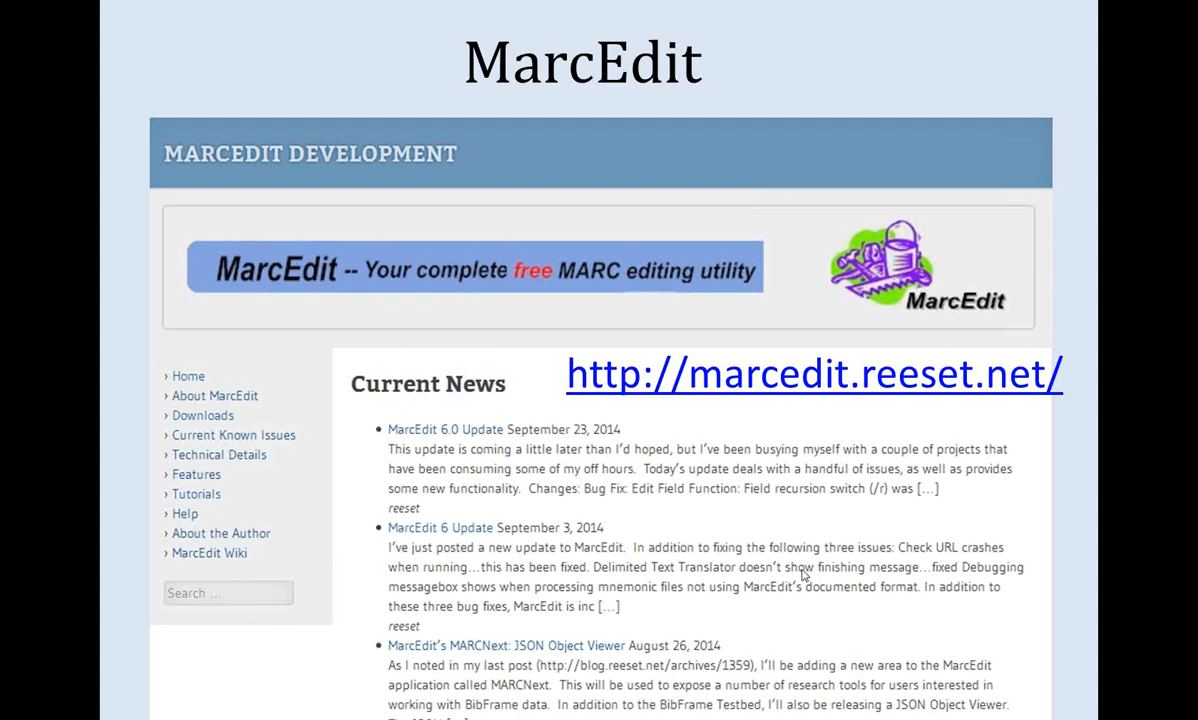 MarcEdit
MARCEDIT DEVELOPMENT
MarcEdit -- Your complete free MARC editing utility
MarcEdit
› Home
› About MarcEdit
› Downloads
› Current Known Issues
› Technical Details
› Features
› Tutorials
› Help
› About the Author
› MarcEdit Wiki
Search ...
Current News
http://marcedit.reeset.net/
• MarcEdit 6.0 Update September 23, 2014
This update is coming a little later than I'd hoped, but I've been busying myself with a couple of projects that
have been consuming some of my off hours. Today's update deals with a handful of issues, as well as provides
some new functionality. Changes: Bug Fix: Edit Field Function: Field recursion switch (/r) was […]
reeset
• MarcEdit 6 Update September 3, 2014
I've just posted a new update to MarcEdit. In addition to fixing the following three issues: Check URL crashes
when running…this has been fixed. Delimited Text Translator doesn't show finishing message…fixed Debugging
messagebox shows when processing mnemonic files not using MarcEdit's documented format. In addition to
these three bug fixes, MarcEdit is inc […]
reeset
• MarcEdit's MARCNext: JSON Object Viewer August 26, 2014
As I noted in my last post (http://blog.reeset.net/archives/1359), I'll be adding a new area to the MarcEdit
application called MARCNext. This will be used to expose a number of research tools for users interested in
working with BibFrame data. In addition to the BibFrame Testbed, I'll also be releasing a JSON Object Viewer.